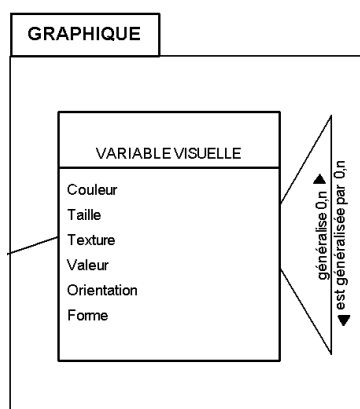 GRAPHIQUE
VARIABLE VISUELLE
Couleur
Taille
Texture
Valeur
Orientation
Forme
généralise 0,n ▶
◀ est généralisée par 0,n